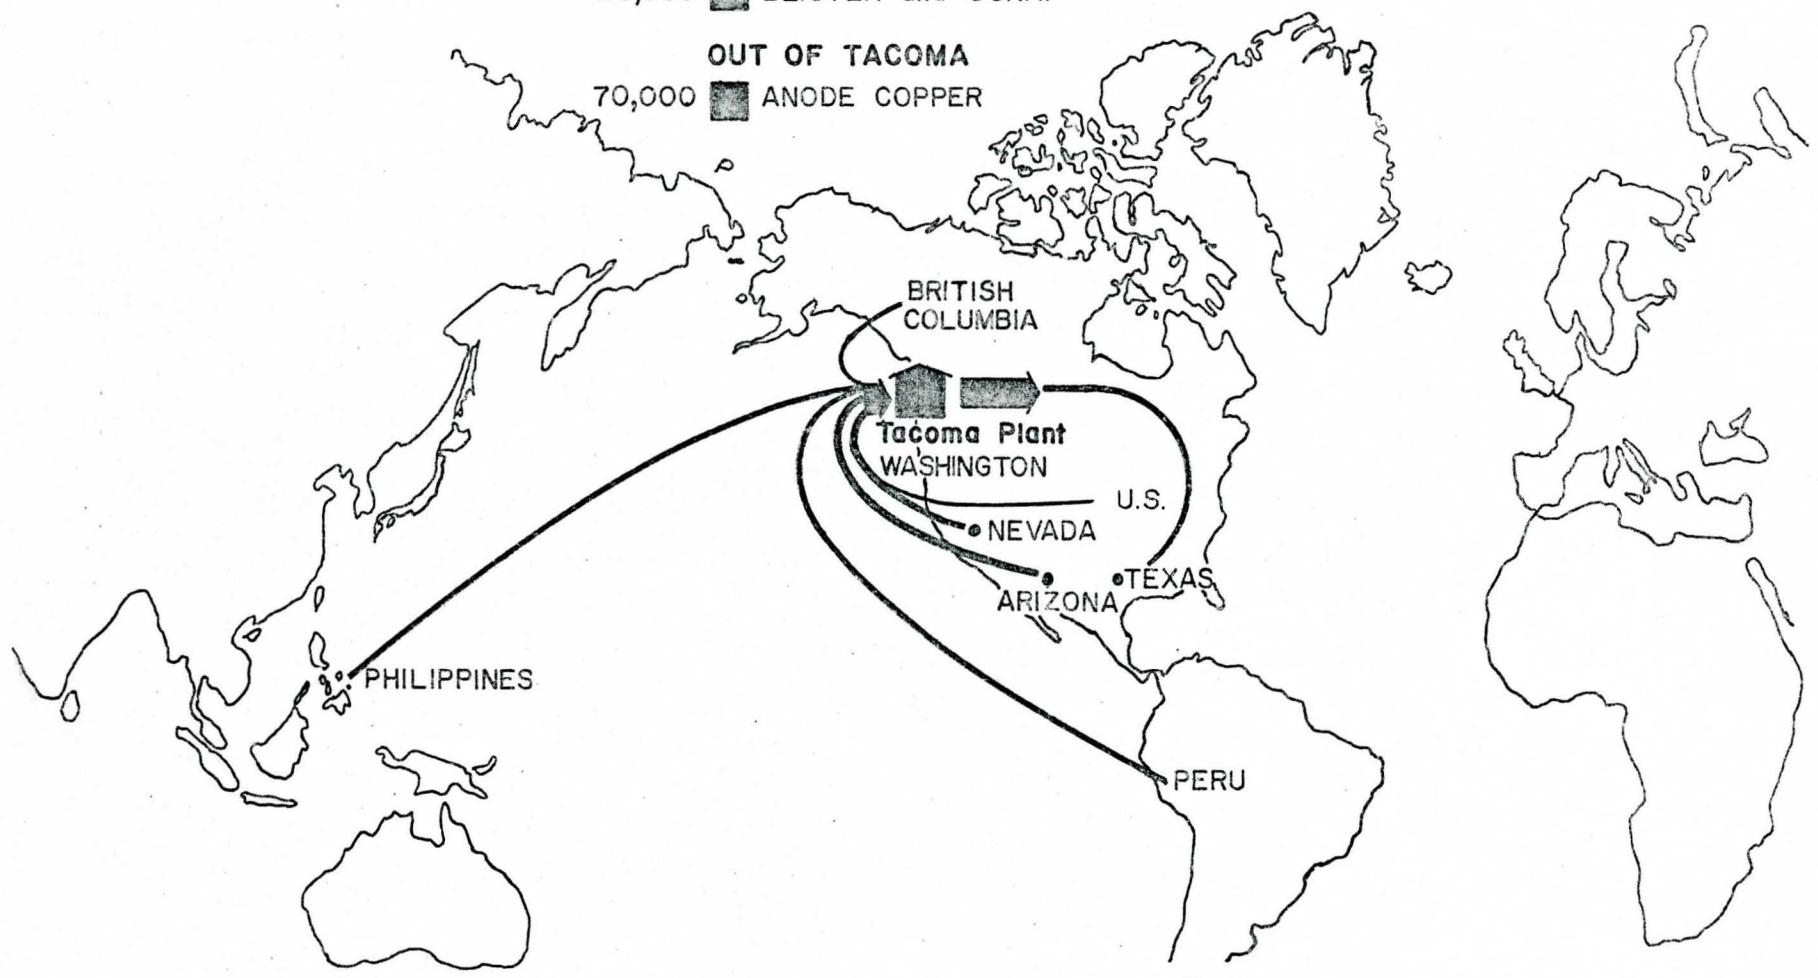 OUT OF TACOMA
70,000 ANODE COPPER
BRITISH
COLUMBIA
Tacoma Plant
WASHINGTON
U.S.
NEVADA
TEXAS
ARIZONA
PHILIPPINES
PERU